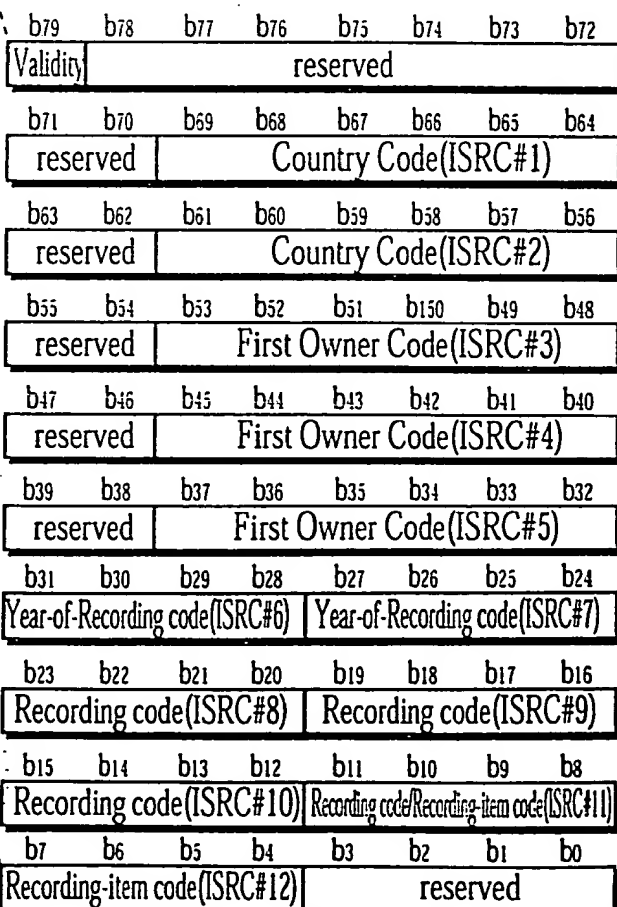 b79 b78 b77 b76 b75 b74 b73 b72
Validity reserved
b71 b70 b69 b68 b67 b66 b65 b64
reserved Country Code(ISRC#1)
b63 b62 b61 b60 b59 b58 b57 b56
reserved Country Code(ISRC#2)
b55 b54 b53 b52 b51 b150 b49 b48
reserved First Owner Code(ISRC#3)
b47 b46 b45 b44 b43 b42 b41 b40
reserved First Owner Code(ISRC#4)
b39 b38 b37 b36 b35 b34 b33 b32
reserved First Owner Code(ISRC#5)
b31 b30 b29 b28 b27 b26 b25 b24
Year-of-Recording code(ISRC#6) Year-of-Recording code(ISRC#7)
b23 b22 b21 b20 b19 b18 b17 b16
Recording code(ISRC#8) Recording code(ISRC#9)
b15 b14 b13 b12 b11 b10 b9 b8
Recording code(ISRC#10) Recording code/Recording-item code(ISRC#11)
b7 b6 b5 b4 b3 b2 b1 b0
Recording-item code(ISRC#12) reserved